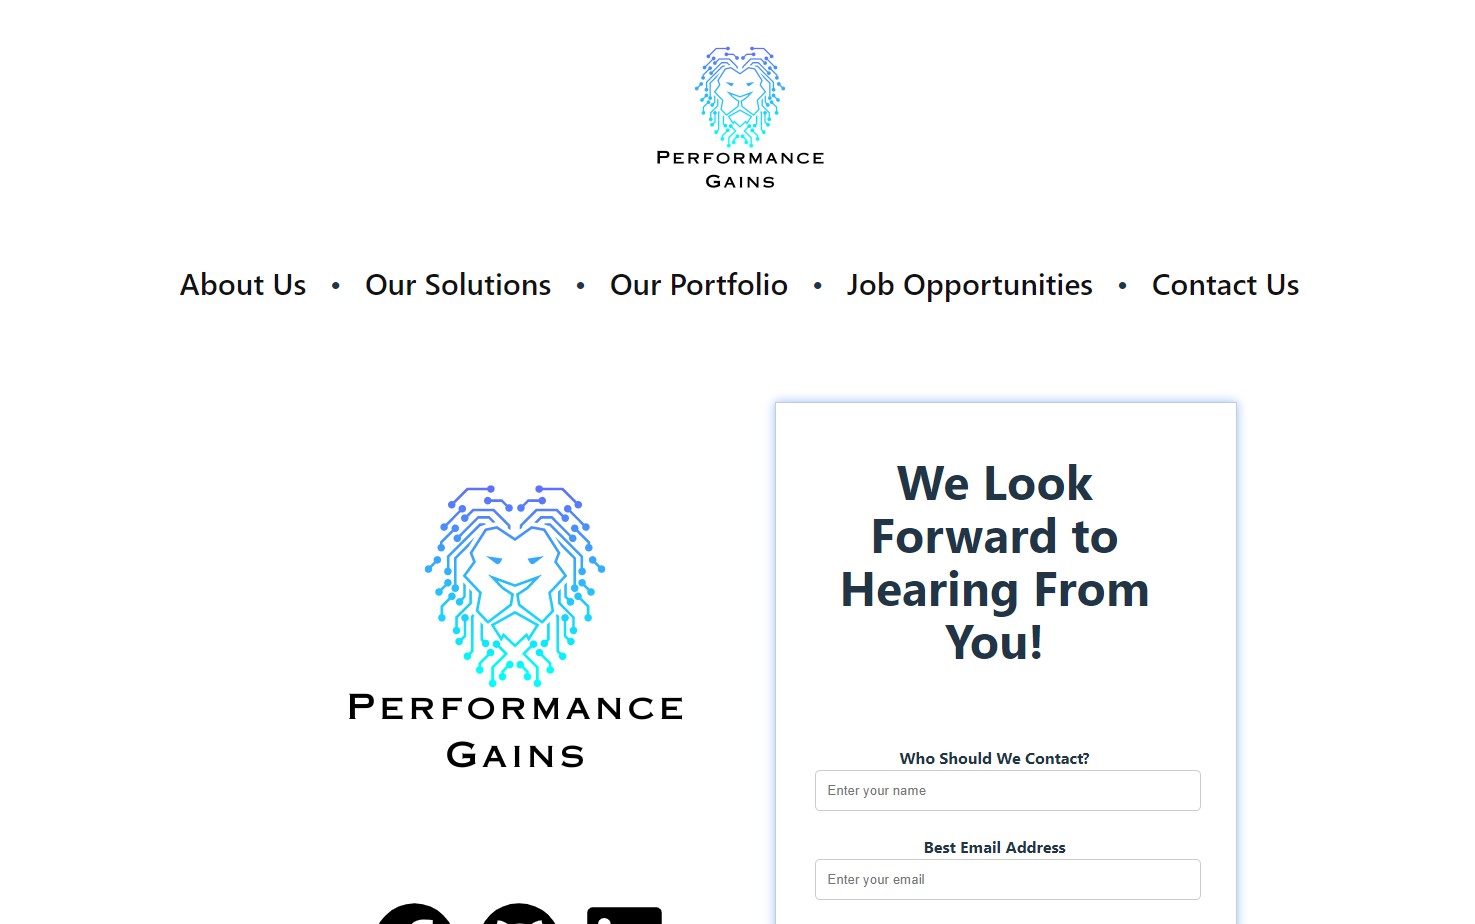 PERFORMANCE
GAINS
About Us • Our Solutions • Our Portfolio • Job Opportunities • Contact Us
PERFORMANCE
GAINS
We Look
Forward to
Hearing From
You!
Who Should We Contact?
Enter your name
Best Email Address
Enter your email